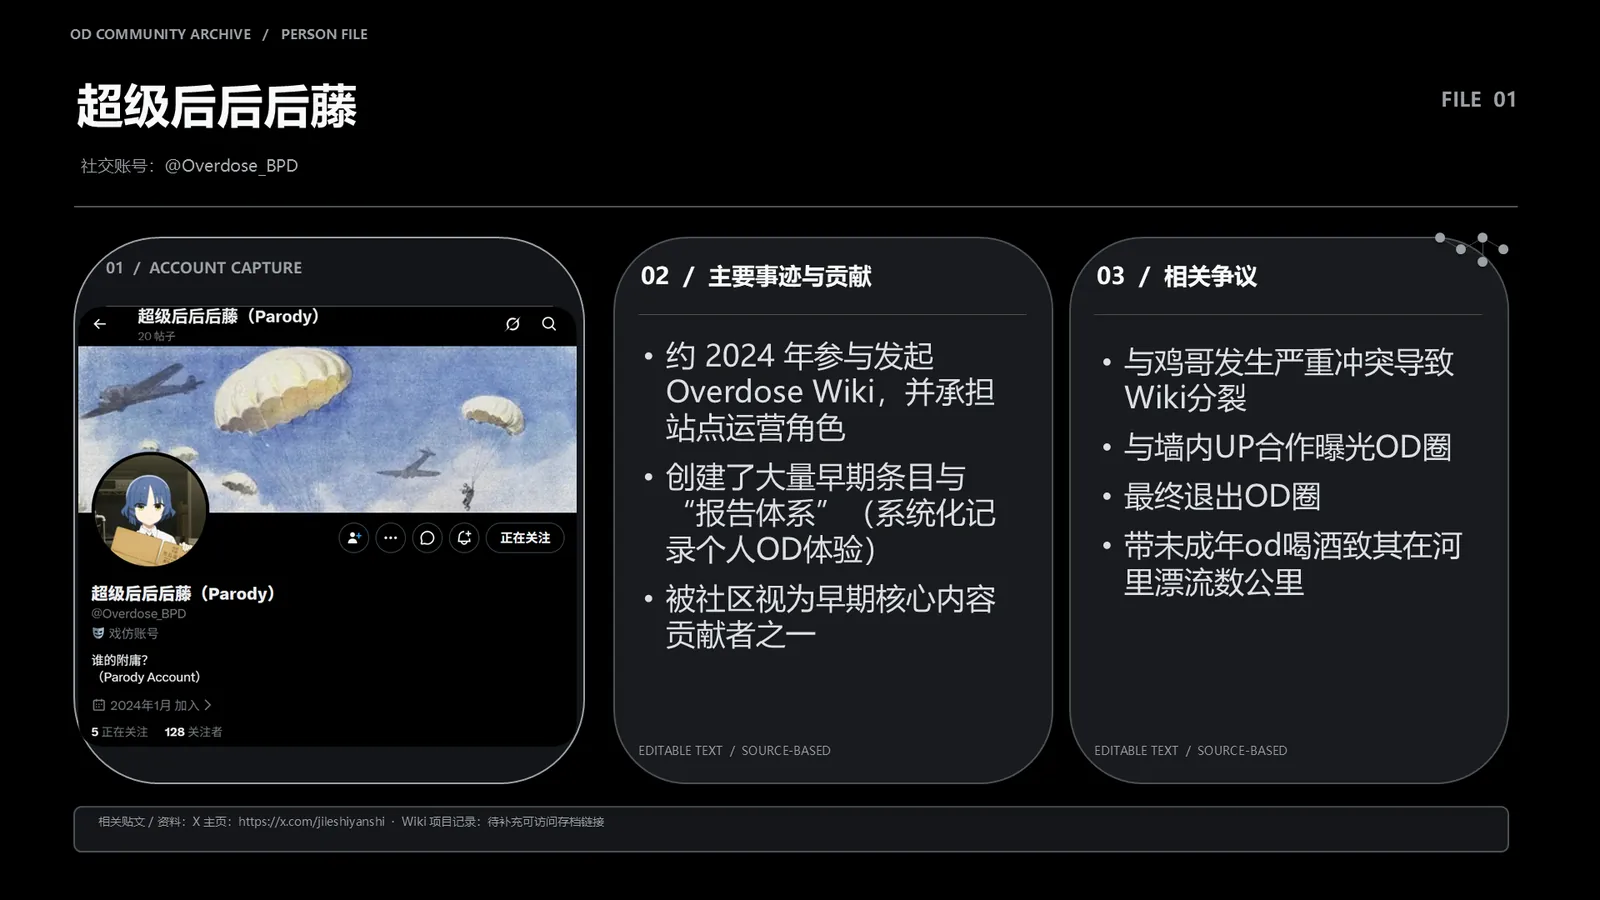 OD COMMUNITY ARCHIVE / PERSON FILE
超级后后后藤
FILE 01
社交账号：@Overdose_BPD
01 / ACCOUNT CAPTURE
超级后后后藤（Parody）
20 帖子
正在关注
超级后后后藤（Parody）
@Overdose_BPD
戏仿账号
谁的附庸？
（Parody Account）
2024年1月 加入
5 正在关注 128 关注者
02 / 主要事迹与贡献
• 约 2024 年参与发起
Overdose Wiki，并承担
站点运营角色
• 创建了大量早期条目与
“报告体系”（系统化记
录个人OD体验）
• 被社区视为早期核心内容
贡献者之一
EDITABLE TEXT / SOURCE-BASED
03 / 相关争议
• 与鸡哥发生严重冲突导致
Wiki分裂
• 与墙内UP合作曝光OD圈
• 最终退出OD圈
• 带未成年od喝酒致其在河
里漂流数公里
EDITABLE TEXT / SOURCE-BASED
相关贴文 / 资料：X 主页：https://x.com/jileshiyanshi · Wiki 项目记录：待补充可访问存档链接